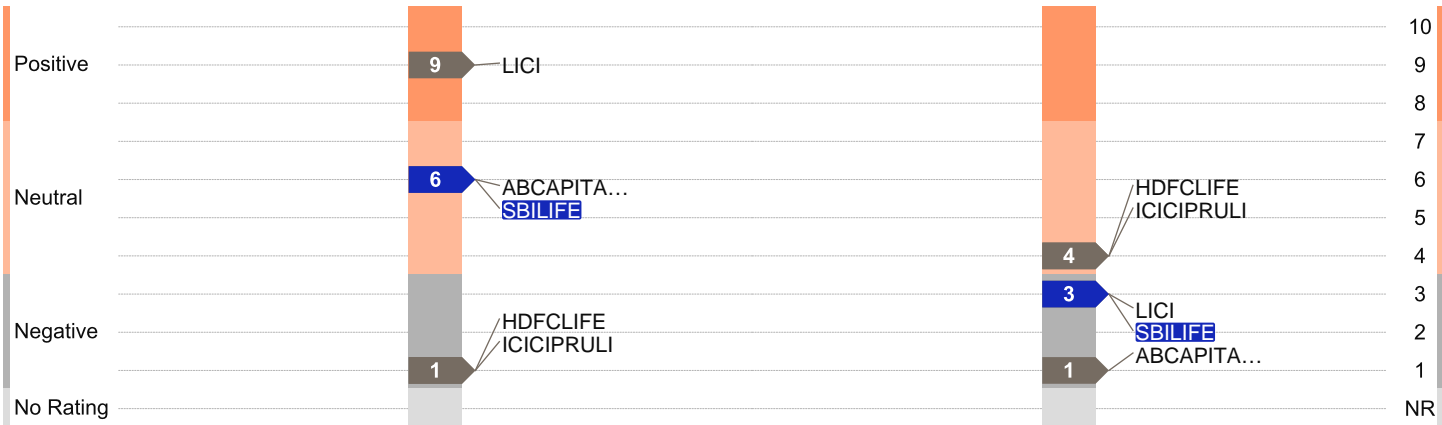 10
Positive
9
LICI
9
8
7
6
ABCAPITA...
SBILIFE
HDFCLIFE
ICICIPRULI
6
Neutral
5
4
4
3
LICI
SBILIFE
ABCAPITA...
3
Negative
HDFCLIFE
ICICIPRULI
2
1
1
1
No Rating
NR